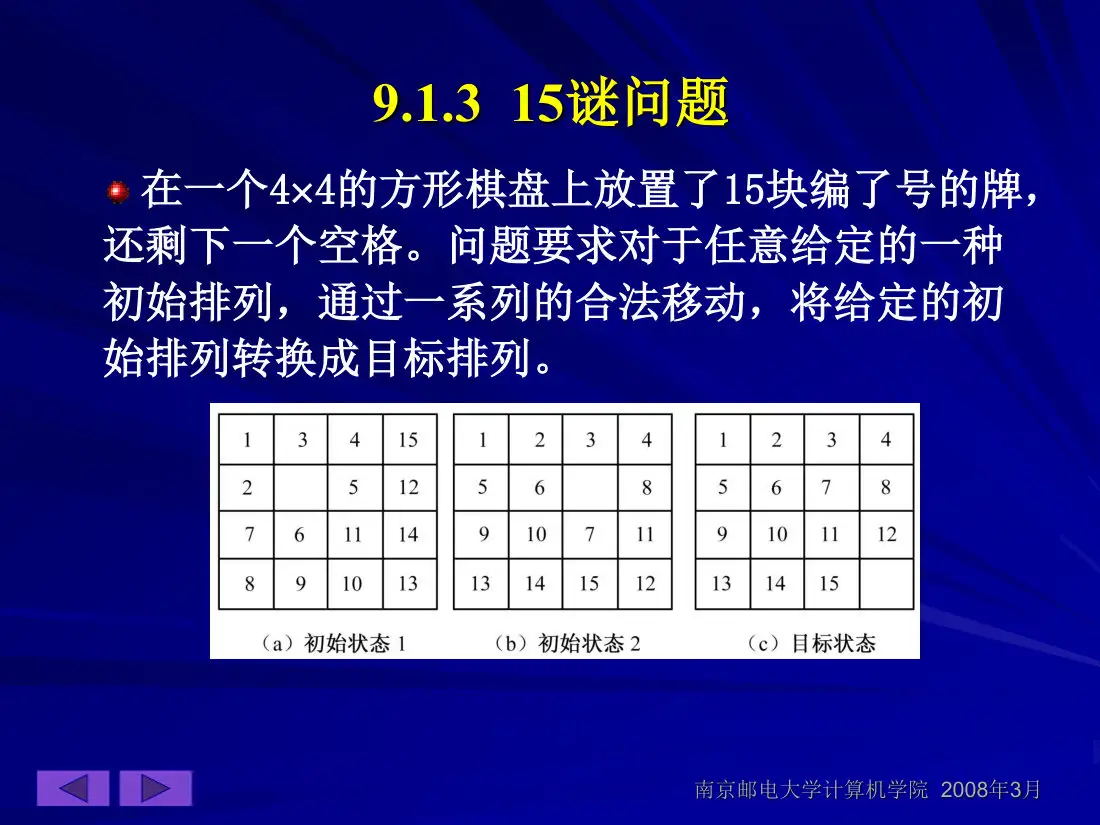 9.1.3 15谜问题
在一个4×4的方形棋盘上放置了15块编了号的牌，
还剩下一个空格。问题要求对于任意给定的一种
初始排列，通过一系列的合法移动，将给定的初
始排列转换成目标排列。
1 3 4 15
2 5 12
7 6 11 14
8 9 10 13
（a）初始状态 1
1 2 3 4
5 6 8
9 10 7 11
13 14 15 12
（b）初始状态 2
1 2 3 4
5 6 7 8
9 10 11 12
13 14 15
（c）目标状态
南京邮电大学计算机学院 2008年3月